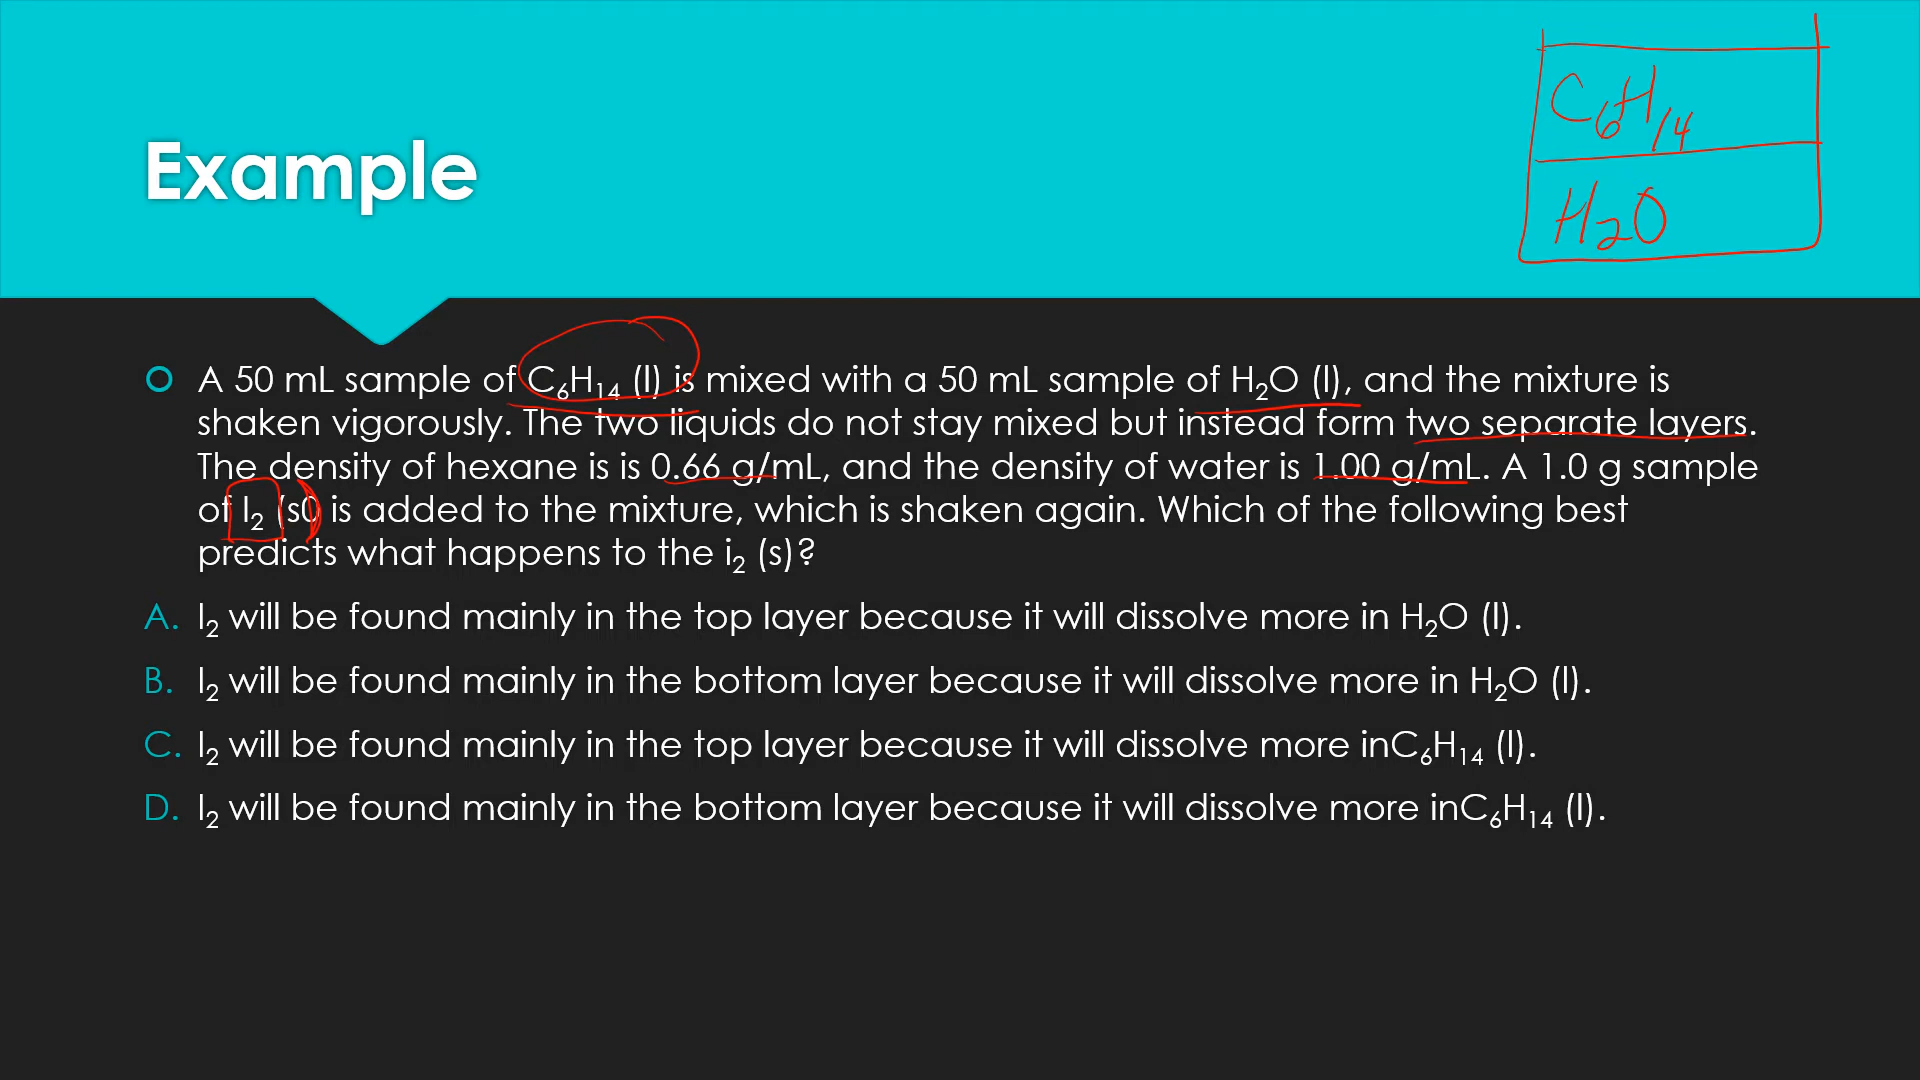 C₆H₁₄
H₂O
Example
A 50 mL sample of C₆H₁₄ (l) is mixed with a 50 mL sample of H₂O (l), and the mixture is
shaken vigorously. The two liquids do not stay mixed but instead form two separate layers.
The density of hexane is is 0.66 g/mL, and the density of water is 1.00 g/mL. A 1.0 g sample
of I₂ (s0 is added to the mixture, which is shaken again. Which of the following best
predicts what happens to the i₂ (s)?
A. I₂ will be found mainly in the top layer because it will dissolve more in H₂O (l).
B. I₂ will be found mainly in the bottom layer because it will dissolve more in H₂O (l).
C. I₂ will be found mainly in the top layer because it will dissolve more inC₆H₁₄ (l).
D. I₂ will be found mainly in the bottom layer because it will dissolve more inC₆H₁₄ (l).